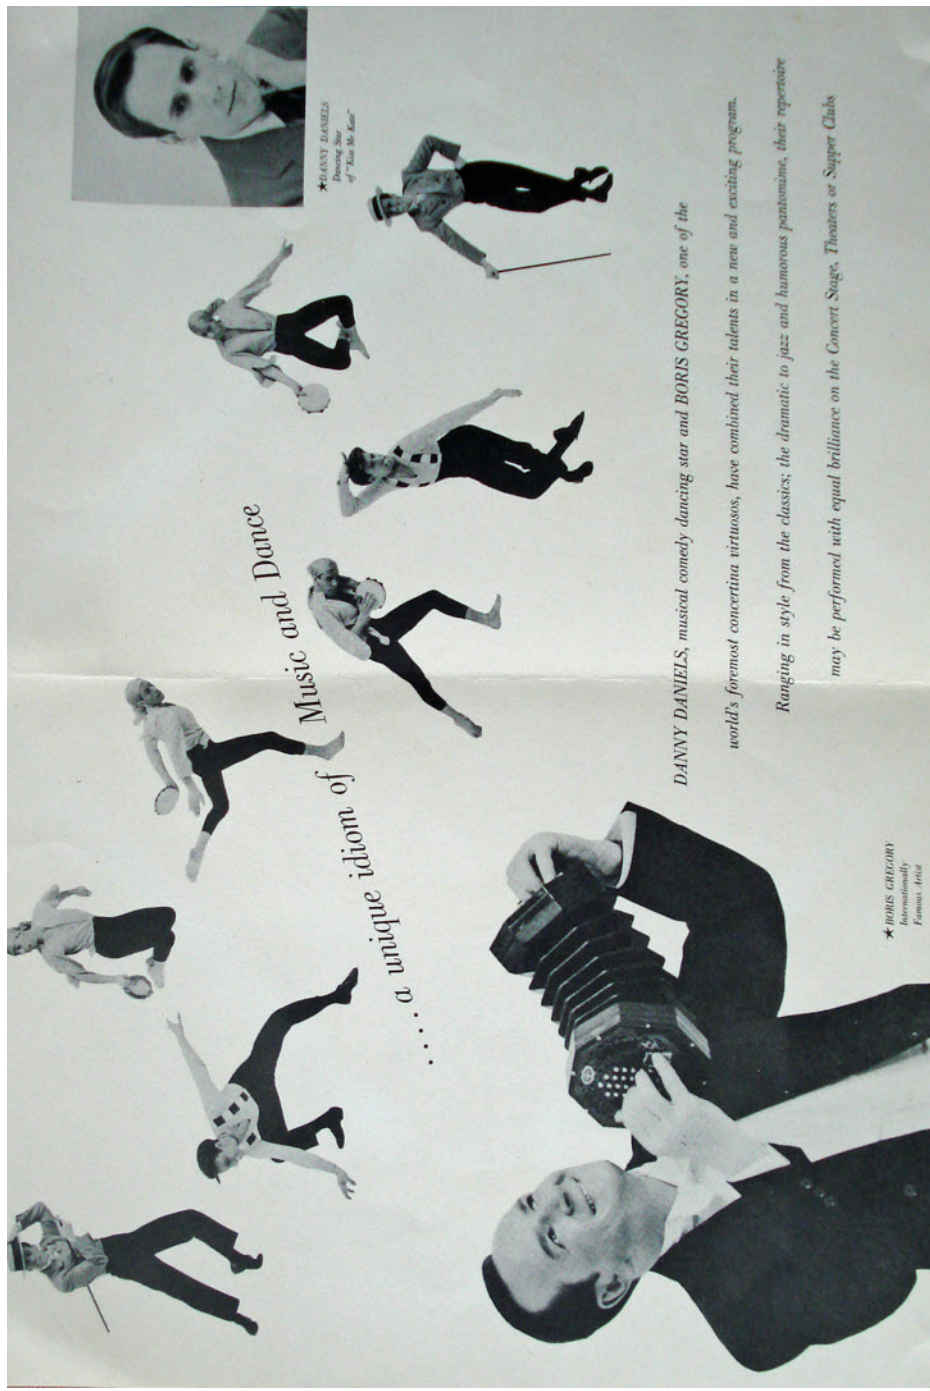 ★DANNY DANIELS
Dancing Star
of "Kiss Me Kate"
....a unique idiom of Music and Dance
DANNY DANIELS, musical comedy dancing star and BORIS GREGORY, one of the
world's foremost concertina virtuosos, have combined their talents in a new and exciting program.
Ranging in style from the classics; the dramatic to jazz and humorous pantomime, their repertoire
may be performed with equal brilliance on the Concert Stage, Theaters or Supper Clubs
★BORIS GREGORY
Internationally
Famous Artist